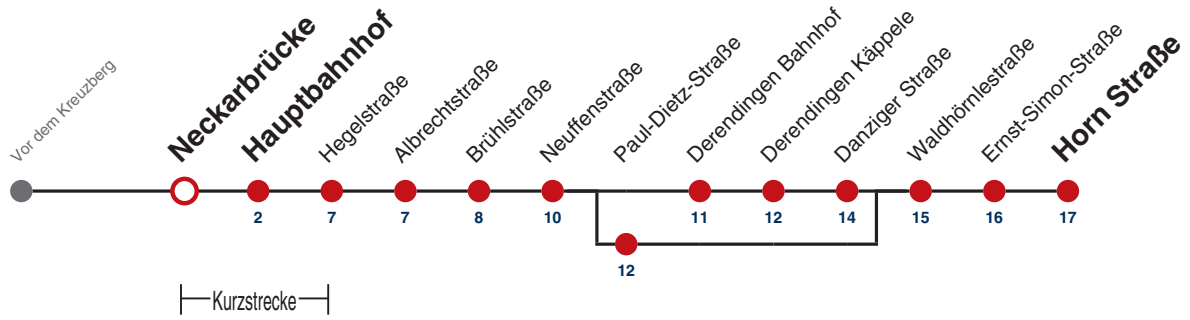 Vor dem Kreuzberg
Neckarbrücke
Hauptbahnhof
Hegelstraße
Albrechtstraße
Brühlstraße
Neuffenstraße
Paul-Dietz-Straße
Derendingen Bahnhof
Derendingen Käppele
Danziger Straße
Waldhörnlestraße
Ernst-Simon-Straße
Horn Straße
2 7 7 8 10 11 12 14 15 16 17
12
Kurzstrecke